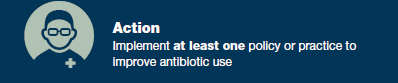 Action
Implement at least one policy or practice to
improve antibiotic use